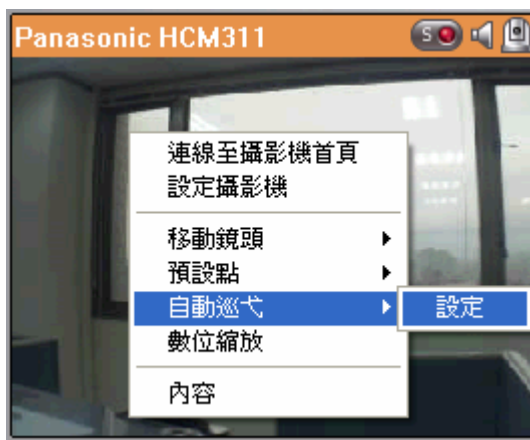 Panasonic HCM311
S
連線至攝影機首頁
設定攝影機
移動鏡頭
預設點
自動巡弋
設定
數位縮放
內容